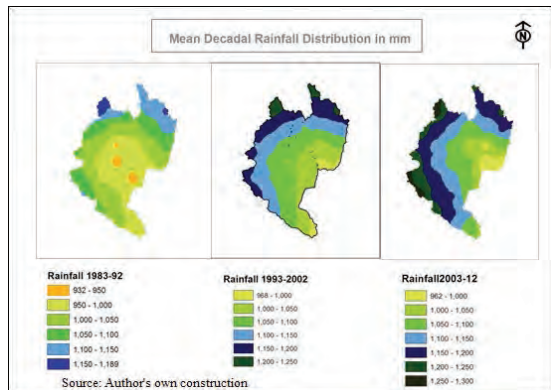 Mean Decadal Rainfall Distribution in mm
N
Rainfall 1983-92
932 - 950
950 - 1,000
1,000 - 1,050
1,050 - 1,100
1,100 - 1,150
1,150 - 1,189
Rainfall 1993-2002
968 - 1,000
1,000 - 1,050
1,050 - 1,100
1,100 - 1,150
1,150 - 1,200
1,200 - 1,250
Rainfall2003-12
962 - 1,000
1,000 - 1,050
1,050 - 1,100
1,100 - 1,150
1,150 - 1,200
1,200 - 1,250
1,250 - 1,300
Source: Author's own construction